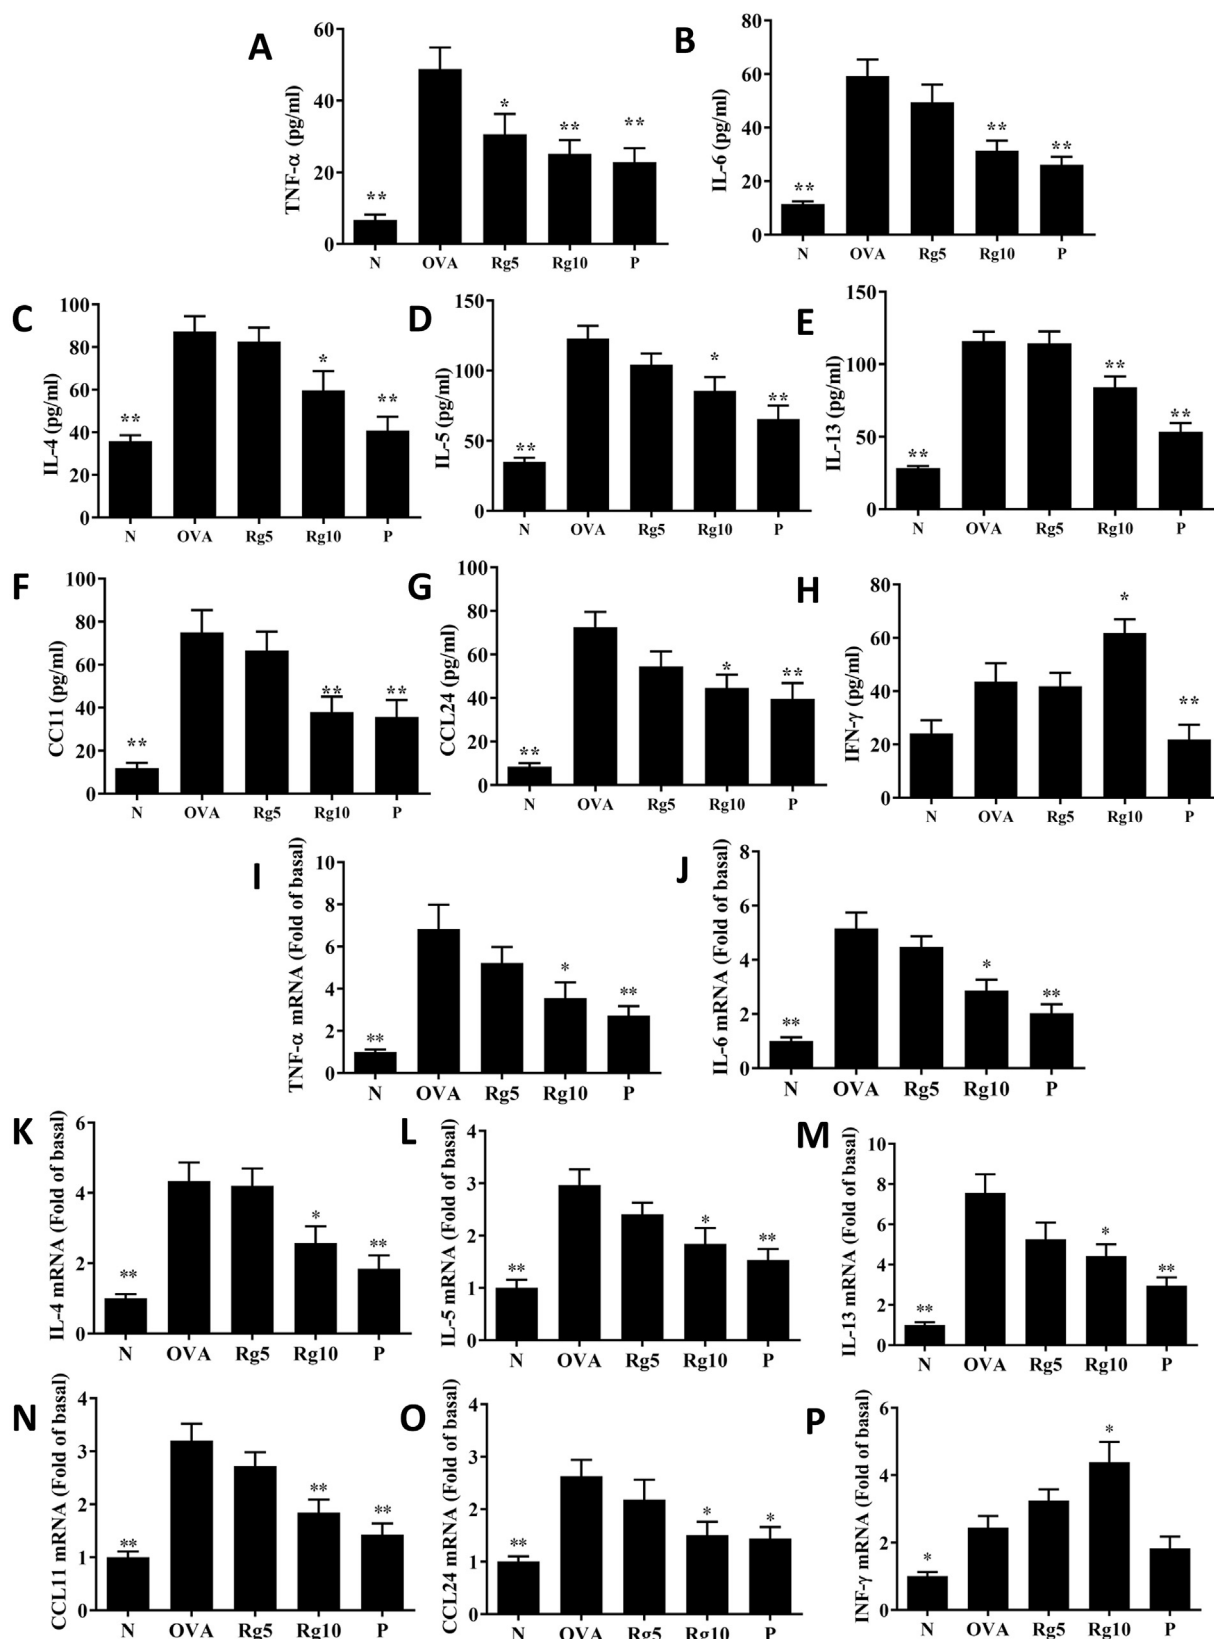 A
TNF-α (pg/ml)
60
40
20
0
**
*
**
**
N OVA Rg5 Rg10 P
B
IL-6 (pg/ml)
80
60
40
20
0
**
**
**
N OVA Rg5 Rg10 P
C
IL-4 (pg/ml)
100
80
60
40
20
0
**
*
**
N OVA Rg5 Rg10 P
D
IL-5 (pg/ml)
150
100
50
0
**
*
**
N OVA Rg5 Rg10 P
E
IL-13 (pg/ml)
150
100
50
0
**
**
**
N OVA Rg5 Rg10 P
F
CC11 (pg/ml)
100
80
60
40
20
0
**
**
**
N OVA Rg5 Rg10 P
G
CCL24 (pg/ml)
100
80
60
40
20
0
**
*
**
N OVA Rg5 Rg10 P
H
IFN-γ (pg/ml)
80
60
40
20
0
*
**
N OVA Rg5 Rg10 P
I
TNF-α mRNA (Fold of basal)
10
8
6
4
2
0
**
*
**
N OVA Rg5 Rg10 P
J
IL-6 mRNA (Fold of basal)
8
6
4
2
0
**
*
**
N OVA Rg5 Rg10 P
K
IL-4 mRNA (Fold of basal)
6
4
2
0
**
*
**
N OVA Rg5 Rg10 P
L
IL-5 mRNA (Fold of basal)
4
3
2
1
0
**
*
**
N OVA Rg5 Rg10 P
M
IL-13 mRNA (Fold of basal)
10
8
6
4
2
0
**
*
**
N OVA Rg5 Rg10 P
N
CCL11 mRNA (Fold of basal)
4
3
2
1
0
**
**
**
N OVA Rg5 Rg10 P
O
CCL24 mRNA (Fold of basal)
4
3
2
1
0
**
*
*
N OVA Rg5 Rg10 P
P
INF-γ mRNA (Fold of basal)
6
4
2
0
*
*
N OVA Rg5 Rg10 P